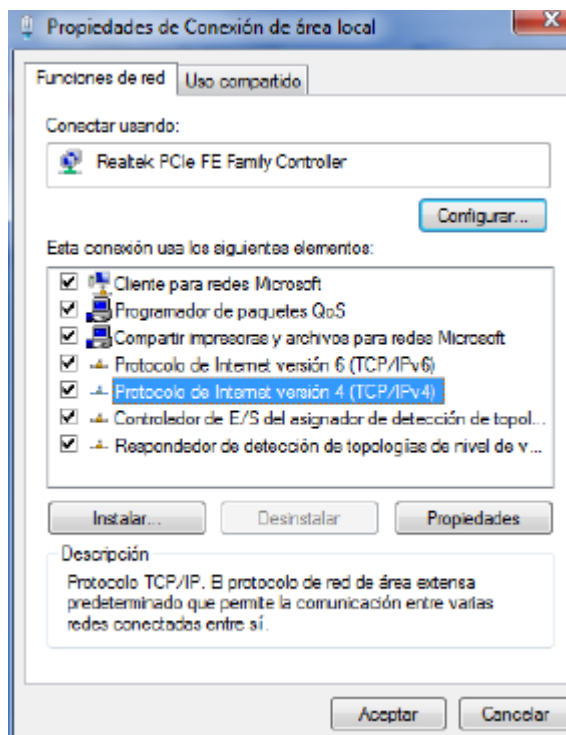 Propiedades de Conexión de área local
Funciones de red
Uso compartido
Conectar usando:
Realtek PCIe FE Family Controller
Configurar...
Esta conexión usa los siguientes elementos:
Cliente para redes Microsoft
Programador de paquetes QoS
Compartir impresoras y archivos para redes Microsoft
Protocolo de Internet versión 6 (TCP/IPv6)
Protocolo de Internet versión 4 (TCP/IPv4)
Controlador de E/S del asignador de detección de topol...
Respondedor de detección de topologías de nivel de v...
Instalar...
Desinstalar
Propiedades
Descripción
Protocolo TCP/IP. El protocolo de red de área extensa
predeterminado que permite la comunicación entre varias
redes conectadas entre sí.
Aceptar
Cancelar